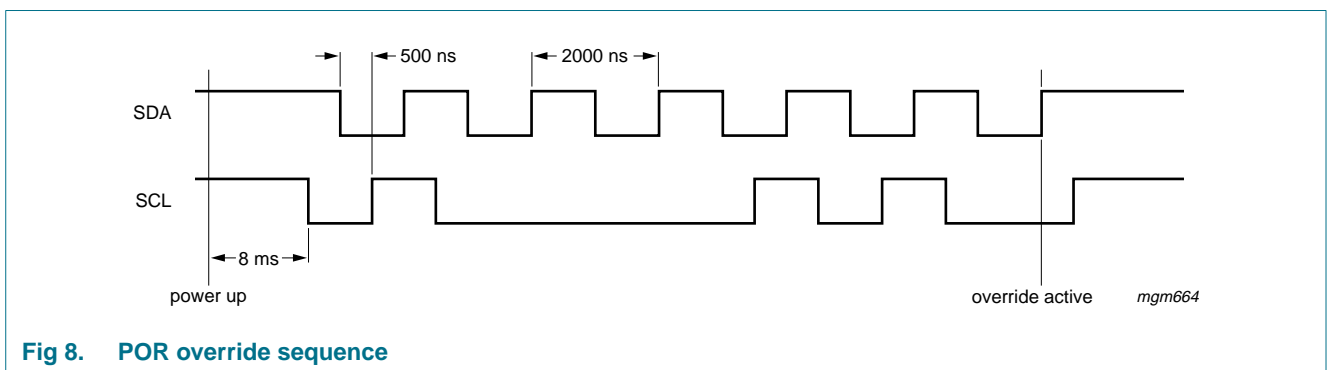 500 ns
2000 ns
SDA
SCL
8 ms
power up
override active
mgm664
Fig 8. POR override sequence